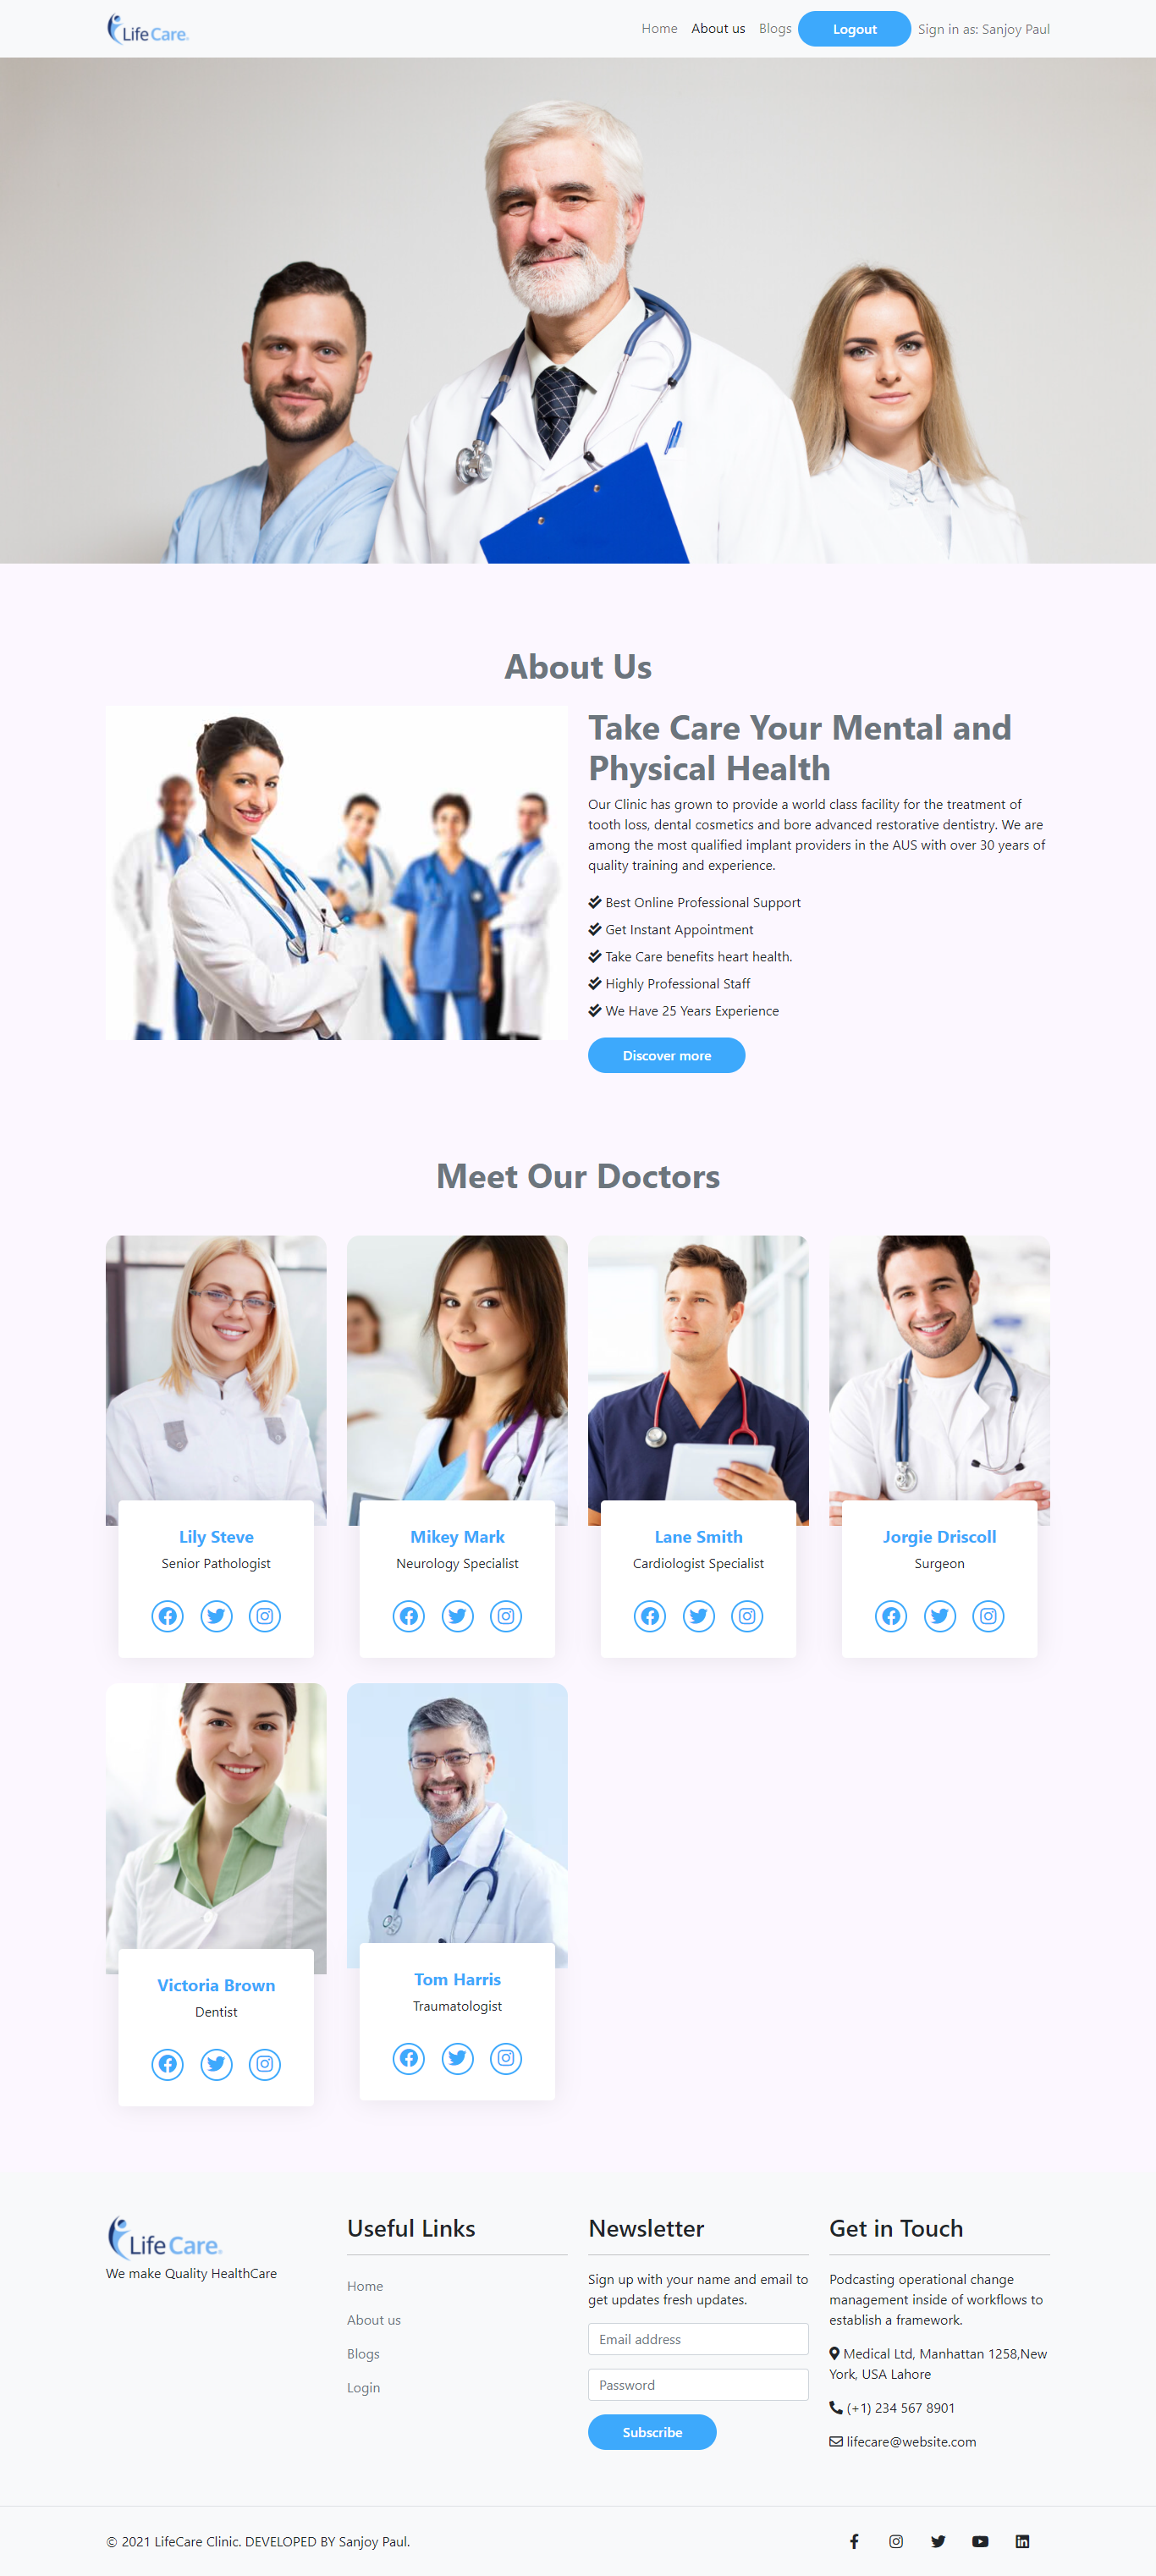 LifeCare.
Home
About us
Blogs
Logout
Sign in as: Sanjoy Paul
About Us
Take Care Your Mental and
Physical Health
Our Clinic has grown to provide a world class facility for the treatment of
tooth loss, dental cosmetics and bore advanced restorative dentistry. We are
among the most qualified implant providers in the AUS with over 30 years of
quality training and experience.
Best Online Professional Support
Get Instant Appointment
Take Care benefits heart health.
Highly Professional Staff
We Have 25 Years Experience
Discover more
Meet Our Doctors
Lily Steve
Senior Pathologist
Mikey Mark
Neurology Specialist
Lane Smith
Cardiologist Specialist
Jorgie Driscoll
Surgeon
Victoria Brown
Dentist
Tom Harris
Traumatologist
LifeCare.
We make Quality HealthCare
Useful Links
Home
About us
Blogs
Login
Newsletter
Sign up with your name and email to
get updates fresh updates.
Email address
Password
Subscribe
Get in Touch
Podcasting operational change
management inside of workflows to
establish a framework.
Medical Ltd, Manhattan 1258,New
York, USA Lahore
(+1) 234 567 8901
lifecare@website.com
© 2021 LifeCare Clinic. DEVELOPED BY Sanjoy Paul.